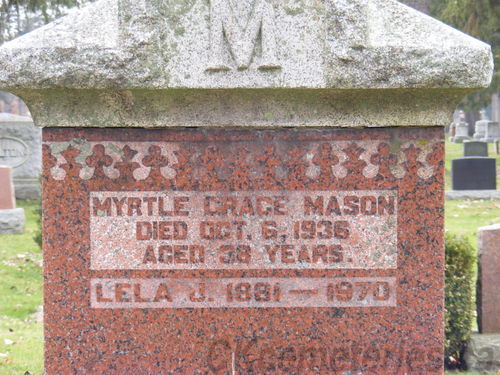 M
MYRTLE GRACE MASON
DIED OCT. 6, 1936
AGED 38 YEARS.
LELA J. 1881 — 1970